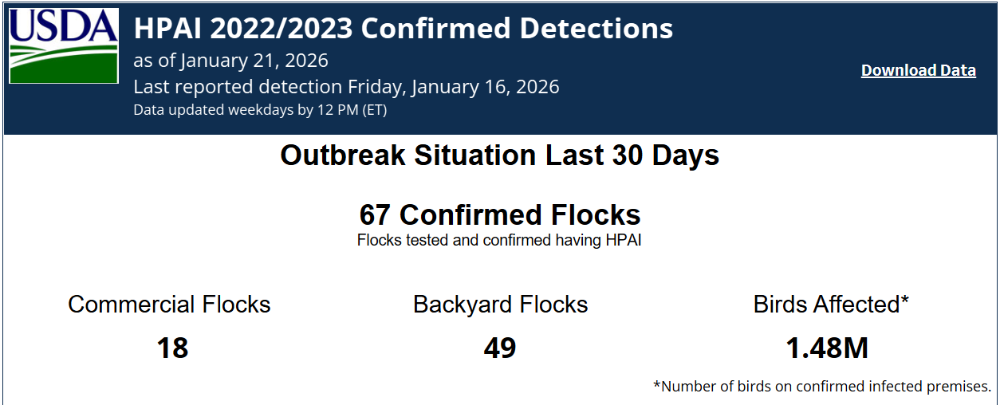 USDA
HPAI 2022/2023 Confirmed Detections
as of January 21, 2026
Last reported detection Friday, January 16, 2026
Data updated weekdays by 12 PM (ET)
Download Data
Outbreak Situation Last 30 Days
67 Confirmed Flocks
Flocks tested and confirmed having HPAI
Commercial Flocks
18
Backyard Flocks
49
Birds Affected*
1.48M
*Number of birds on confirmed infected premises.